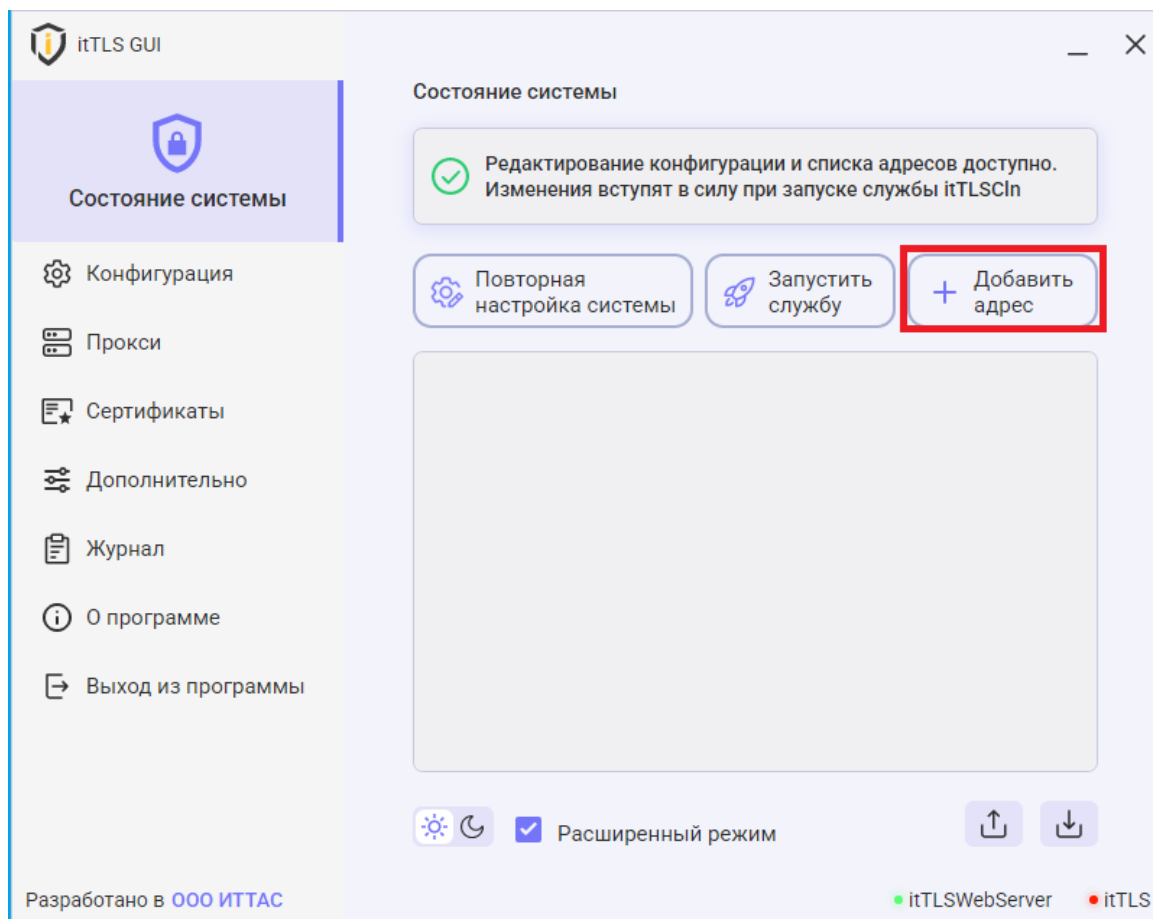 itTLS GUI
Состояние системы
Состояние системы
Редактирование конфигурации и списка адресов доступно.
Изменения вступят в силу при запуске службы itTLSCln
Повторная
настройка системы
Запустить
службу
Добавить
адрес
Конфигурация
Прокси
Сертификаты
Дополнительно
Журнал
О программе
Выход из программы
Расширенный режим
Разработано в ООО ИТТАС
itTLSWebServer
itTLS